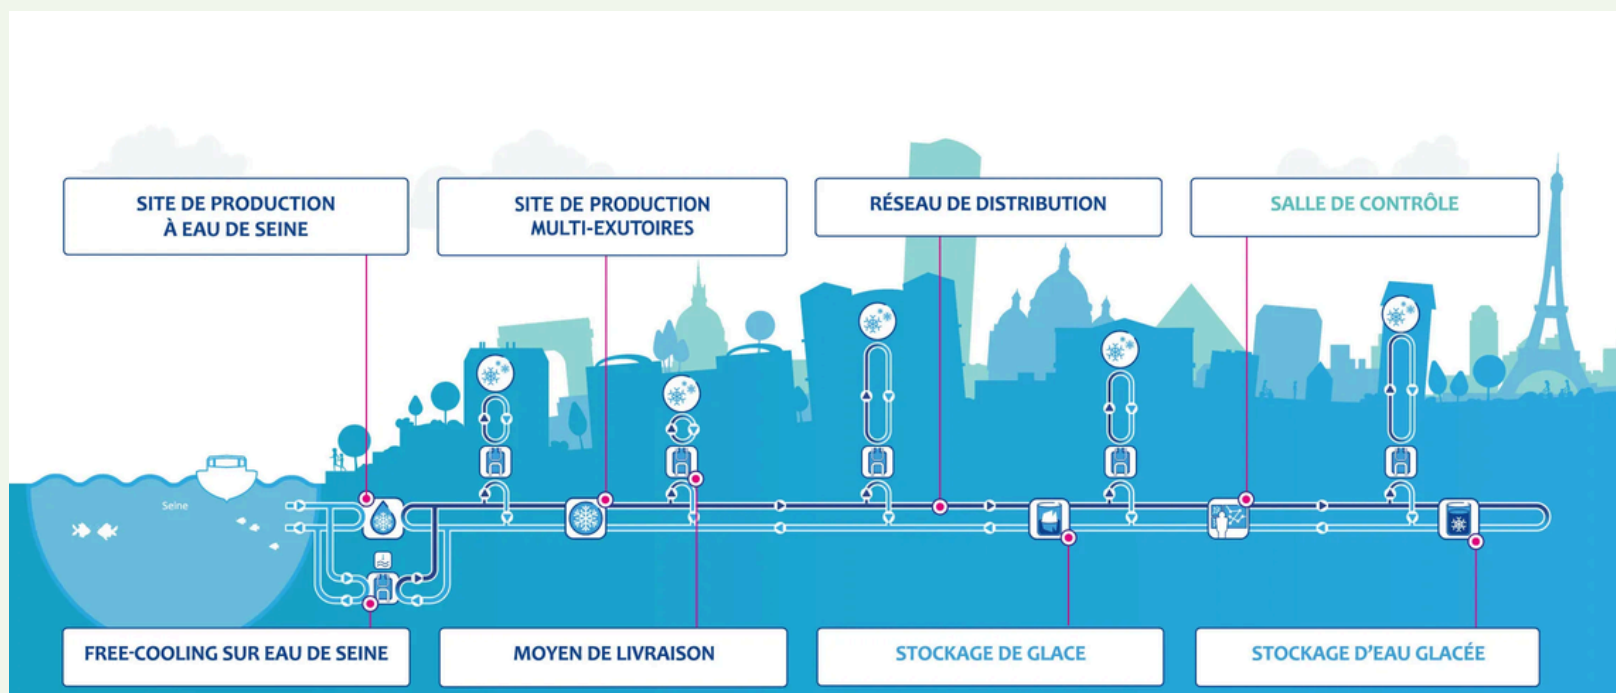 SITE DE PRODUCTION
À EAU DE SEINE
SITE DE PRODUCTION
MULTI-EXUTOIRES
RÉSEAU DE DISTRIBUTION
SALLE DE CONTRÔLE
Seine
FREE-COOLING SUR EAU DE SEINE
MOYEN DE LIVRAISON
STOCKAGE DE GLACE
STOCKAGE D'EAU GLACÉE